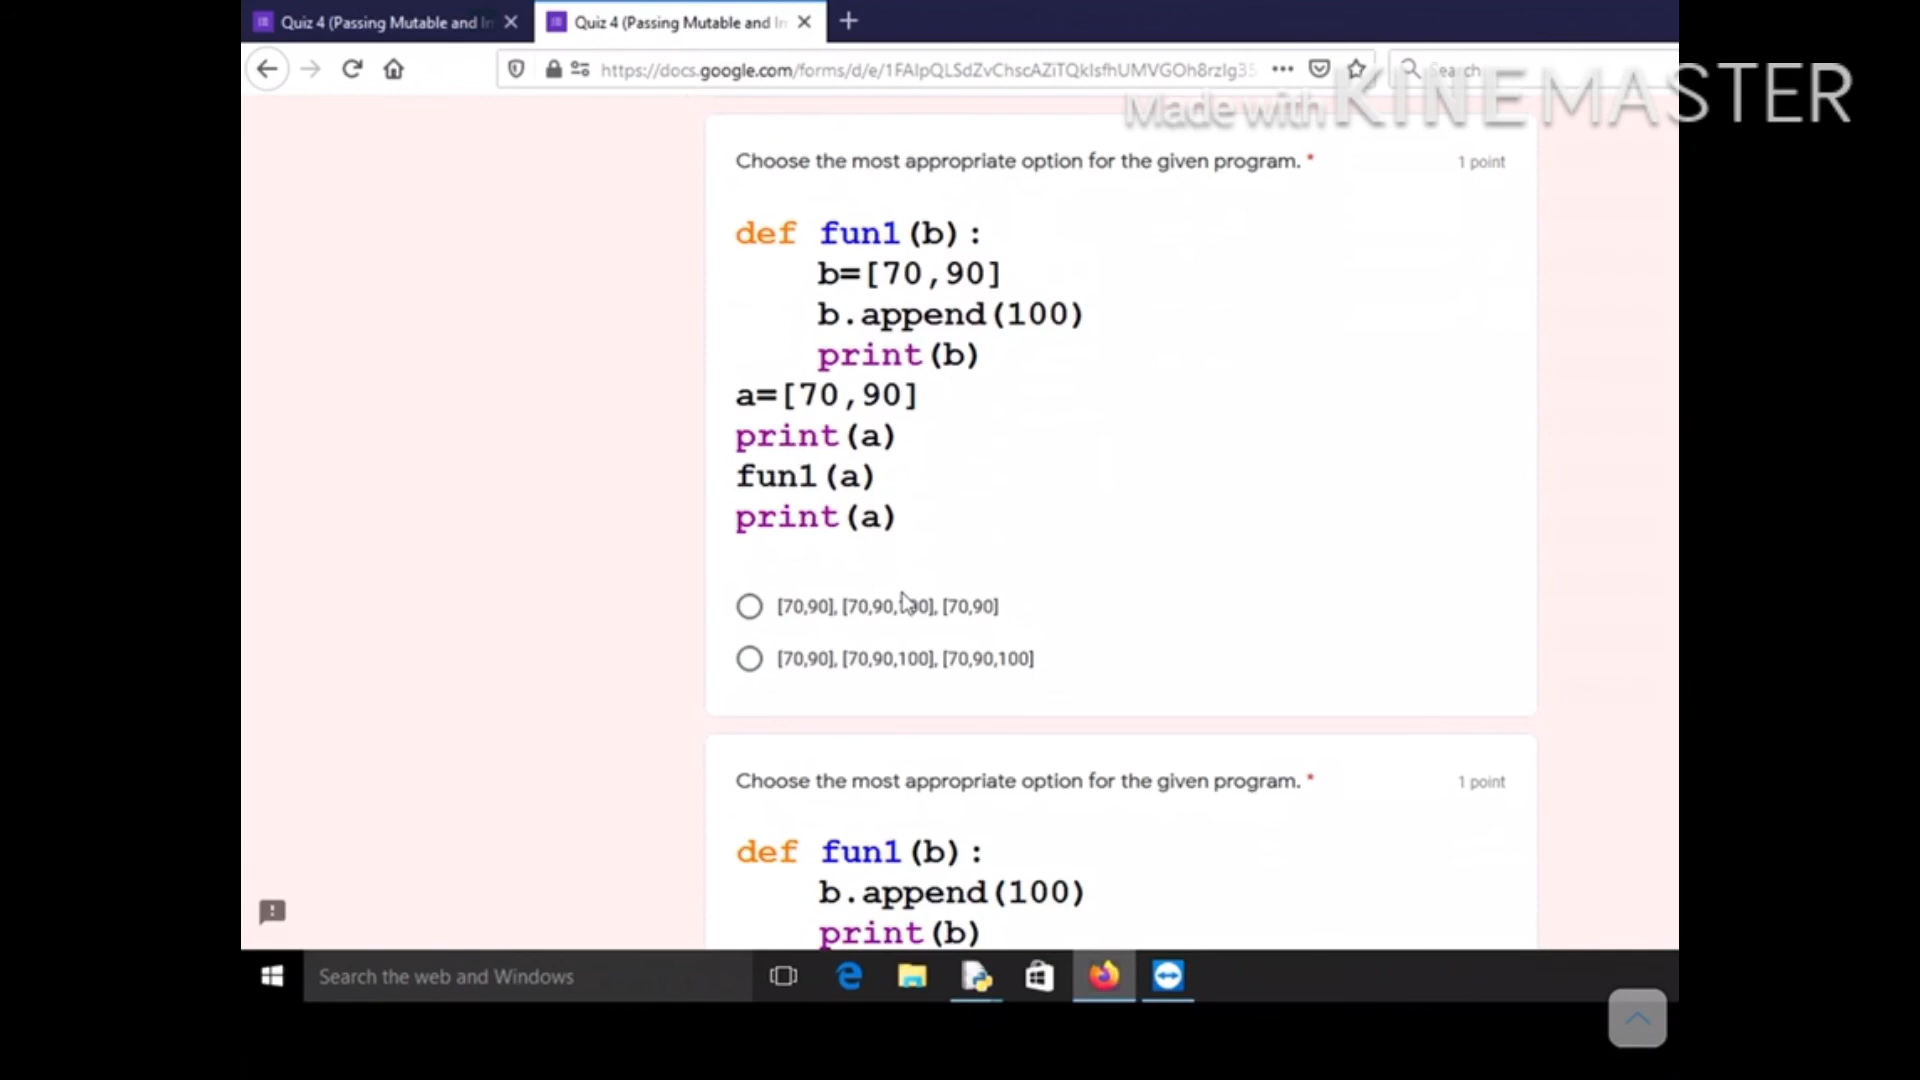 Quiz 4 (Passing Mutable and In
Quiz 4 (Passing Mutable and Im
https://docs.google.com/forms/d/e/
Search
Made with KINEMASTER
Choose the most appropriate option for the given program. *
1 point
def fun1(b):
b=[70,90]
b.append(100)
print(b)
a=[70,90]
print(a)
fun1(a)
print(a)
[70,90], [70,90,100], [70,90]
[70,90], [70,90,100], [70,90,100]
Choose the most appropriate option for the given program. *
1 point
def fun1(b):
b.append(100)
print(b)
Search the web and Windows